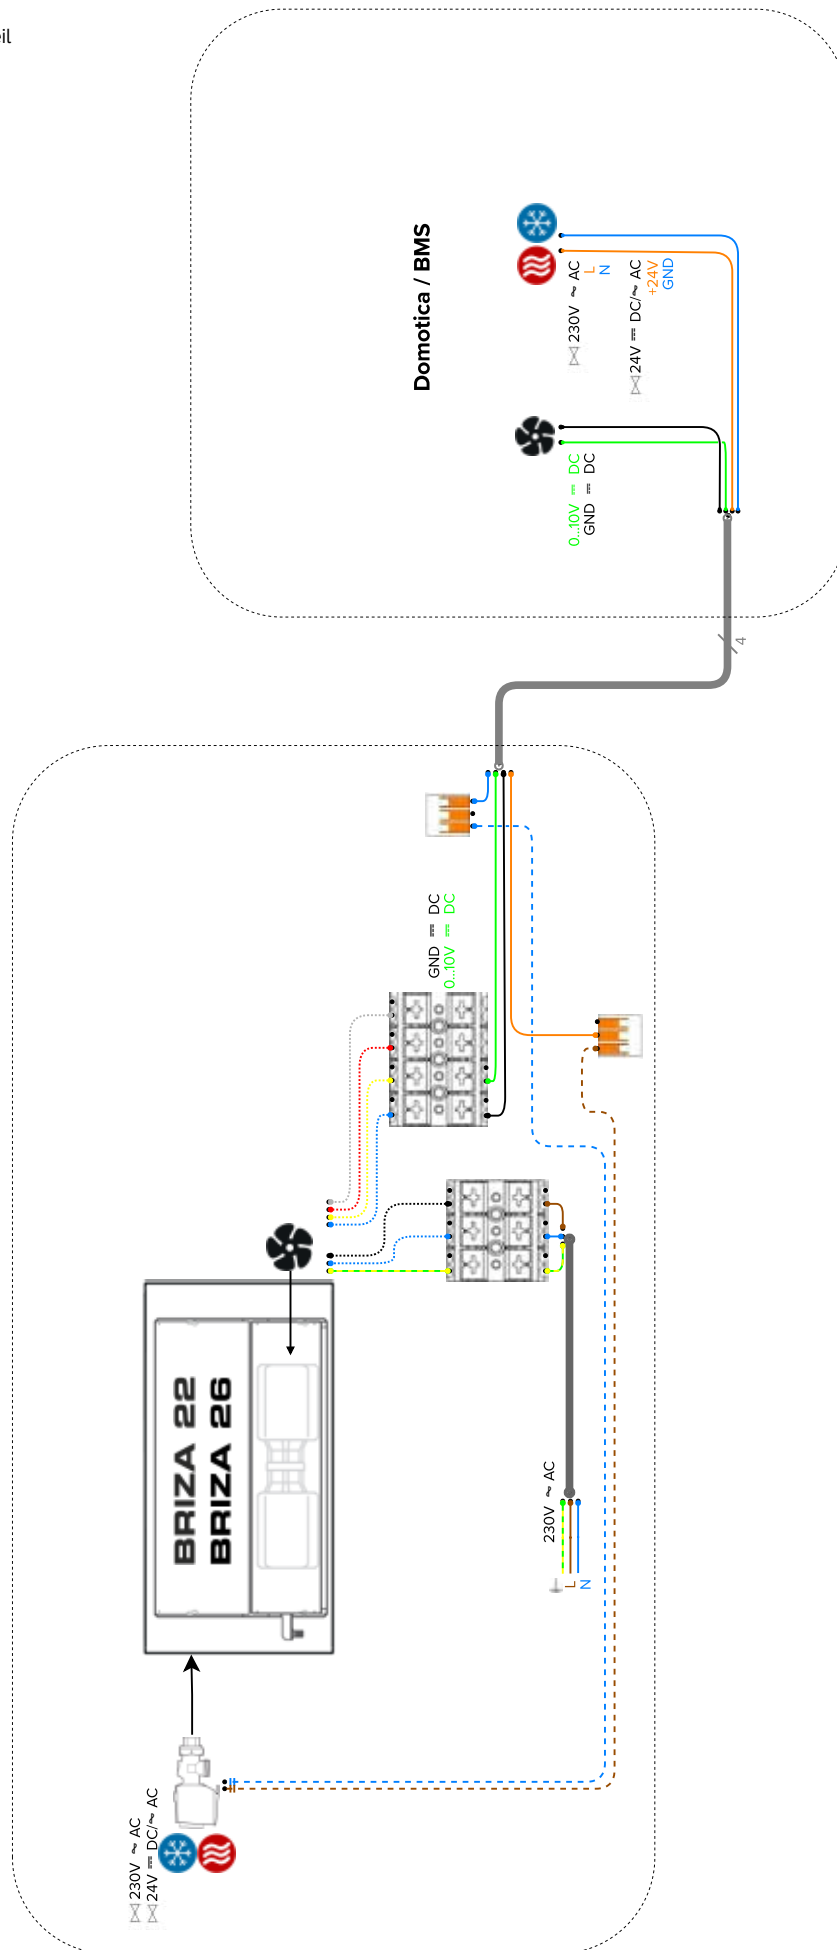 il
Domotica / BMS
230V ~ AC
L
N
24V ⎓ DC/~ AC
+24V
GND
0...10V ⎓ DC
GND ⎓ DC
4
GND ⎓ DC
0...10V ⎓ DC
BRIZA 22
BRIZA 26
230V ~ AC
L
N
230V ~ AC
24V ⎓ DC/~ AC